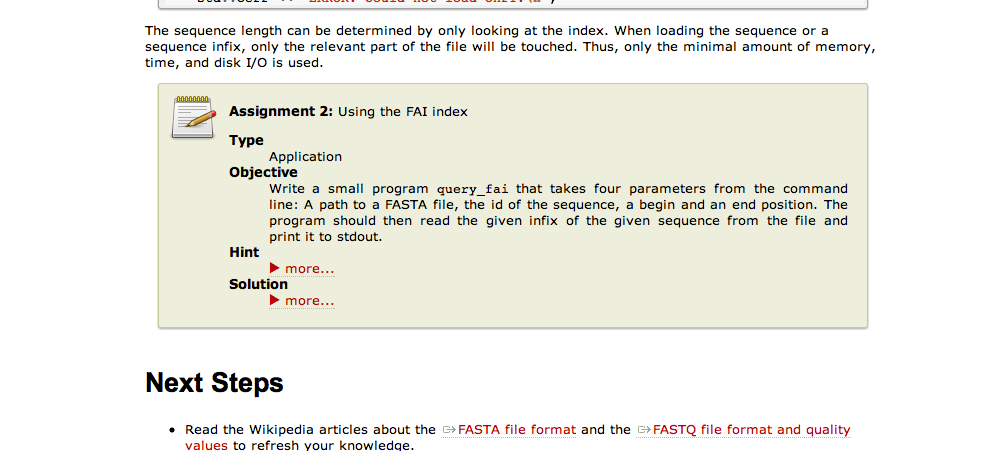 The sequence length can be determined by only looking at the index. When loading the sequence or a
sequence infix, only the relevant part of the file will be touched. Thus, only the minimal amount of memory,
time, and disk I/O is used.
Assignment 2: Using the FAI index
Type
Application
Objective
Write a small program query_fai that takes four parameters from the command
line: A path to a FASTA file, the id of the sequence, a begin and an end position. The
program should then read the given infix of the given sequence from the file and
print it to stdout.
Hint
more...
Solution
more...
Next Steps
Read the Wikipedia articles about the FASTA file format and the FASTQ file format and quality
values to refresh your knowledge.